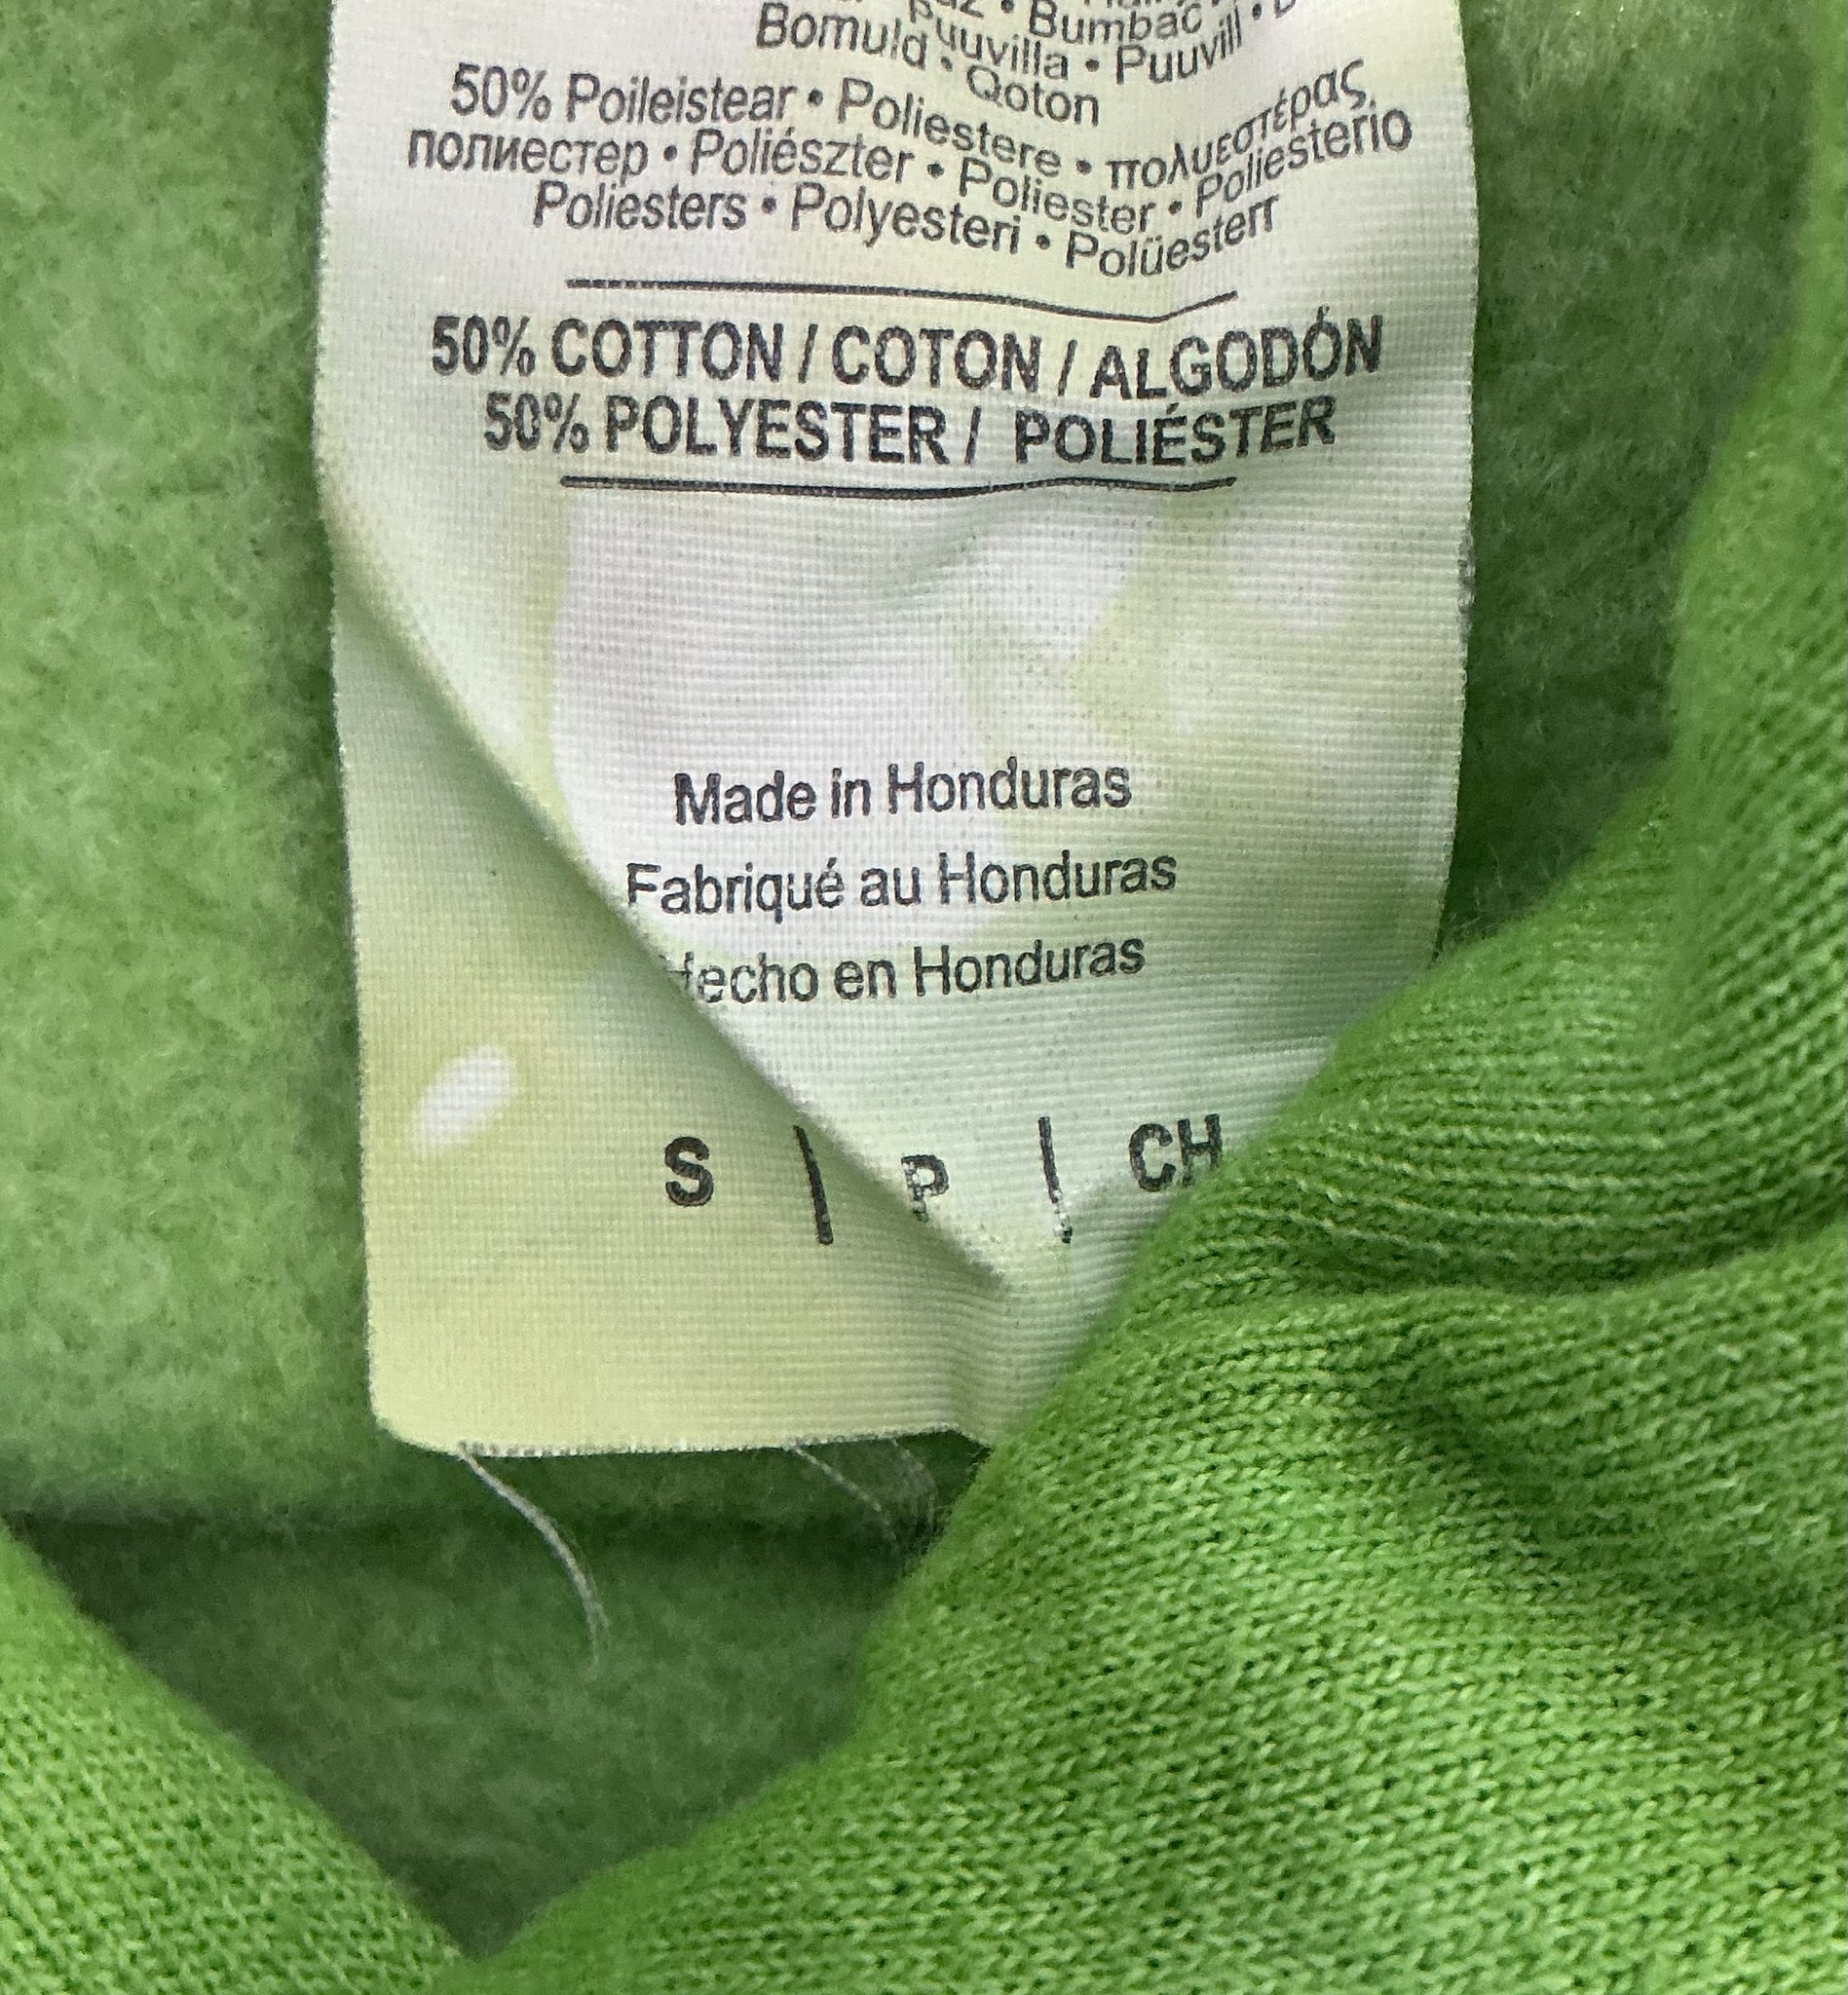 • Bumbac
Bomuld • Puuvilla • Puuvill •
• Qoton
50% Poileistear • Poliestere • πολυεστέρας
полиестер • Poliészter • Poliester • Poliesterio
Poliesters • Polyesteri • Polüesterr
50% COTTON / COTON / ALGODÓN
50% POLYESTER / POLIÉSTER
Made in Honduras
Fabriqué au Honduras
Hecho en Honduras
S | P | CH